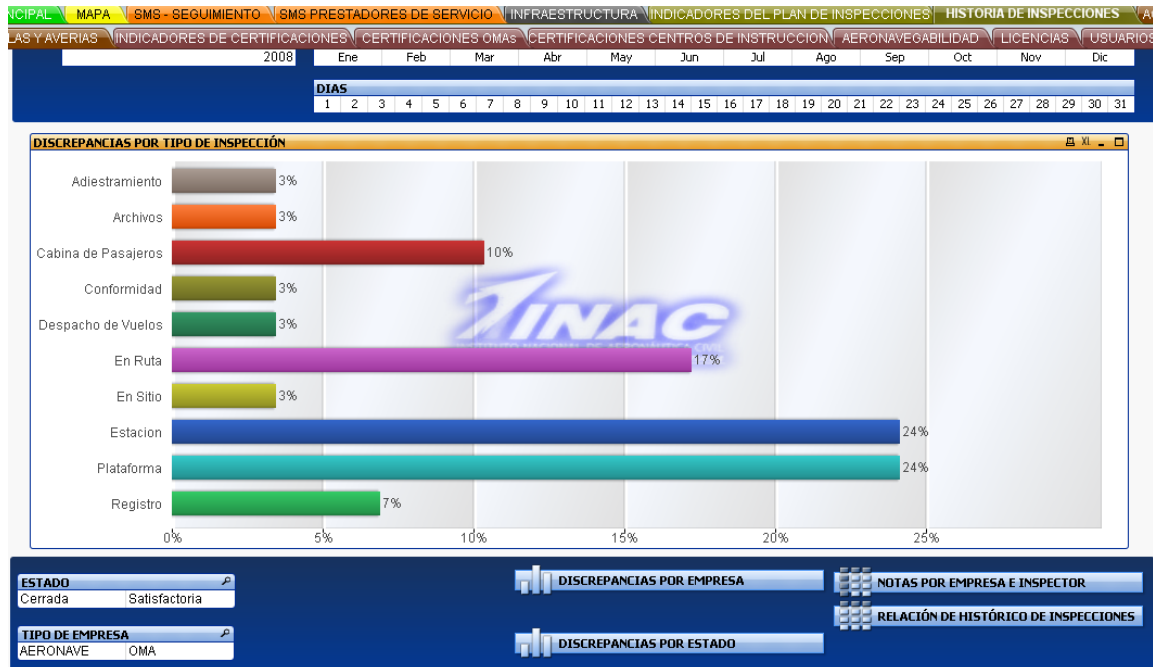 NCIPAL MAPA SMS - SEGUIMIENTO SMS PRESTADORES DE SERVICIO INFRAESTRUCTURA INDICADORES DEL PLAN DE INSPECCIONES HISTORIA DE INSPECCIONES
LAS Y AVERIAS INDICADORES DE CERTIFICACIONES CERTIFICACIONES OMAs CERTIFICACIONES CENTROS DE INSTRUCCION AERONAVEGABILIDAD LICENCIAS USUARIOS
2008 Ene Feb Mar Abr May Jun Jul Ago Sep Oct Nov Dic
DIAS
1 2 3 4 5 6 7 8 9 10 11 12 13 14 15 16 17 18 19 20 21 22 23 24 25 26 27 28 29 30 31
DISCREPANCIAS POR TIPO DE INSPECCIÓN XL
Adiestramiento 3%
Archivos 3%
Cabina de Pasajeros 10%
Conformidad 3%
Despacho de Vuelos 3%
INAC
INSTITUTO NACIONAL DE AERONÁUTICA CIVIL
En Ruta 17%
En Sitio 3%
Estacion 24%
Plataforma 24%
Registro 7%
0% 5% 10% 15% 20% 25%
ESTADO
Cerrada Satisfactoria
TIPO DE EMPRESA
AERONAVE OMA
DISCREPANCIAS POR EMPRESA
DISCREPANCIAS POR ESTADO
NOTAS POR EMPRESA E INSPECTOR
RELACIÓN DE HISTÓRICO DE INSPECCIONES